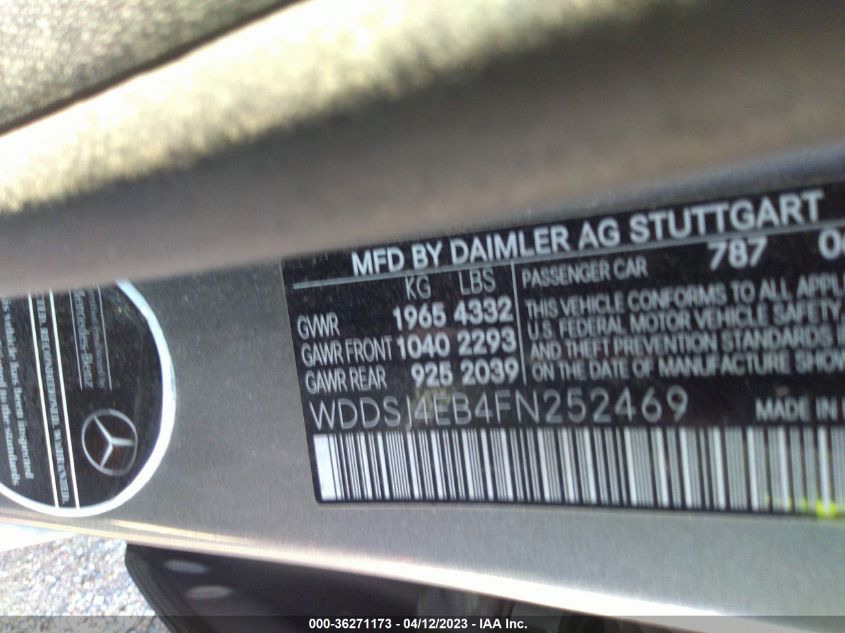 MFD BY DAIMLER AG STUTTGART
KG LBS
GVWR 1965 4332
GAWR FRONT 1040 2293
GAWR REAR 925 2039
787
PASSENGER CAR
THIS VEHICLE CONFORMS TO ALL
U.S. FEDERAL MOTOR VEHICLE SAFETY,
AND THEFT PREVENTION STANDARDS
ON THE DATE OF MANUFACTURE
WDDSJ4EB4FN252469
MADE IN
Mercedes-Benz
000-36271173 - 04/12/2023 - IAA Inc.